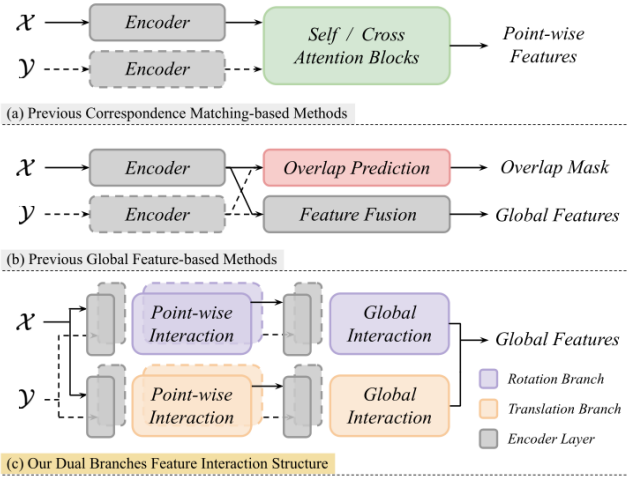 𝒳
Encoder
Self / Cross
Attention Blocks
Point-wise
Features
𝒴
Encoder
(a) Previous Correspondence Matching-based Methods
𝒳
Encoder
Overlap Prediction
Overlap Mask
𝒴
Encoder
Feature Fusion
Global Features
(b) Previous Global Feature-based Methods
𝒳
Point-wise
Interaction
Global
Interaction
Global Features
𝒴
Point-wise
Interaction
Global
Interaction
Rotation Branch
Translation Branch
Encoder Layer
(c) Our Dual Branches Feature Interaction Structure